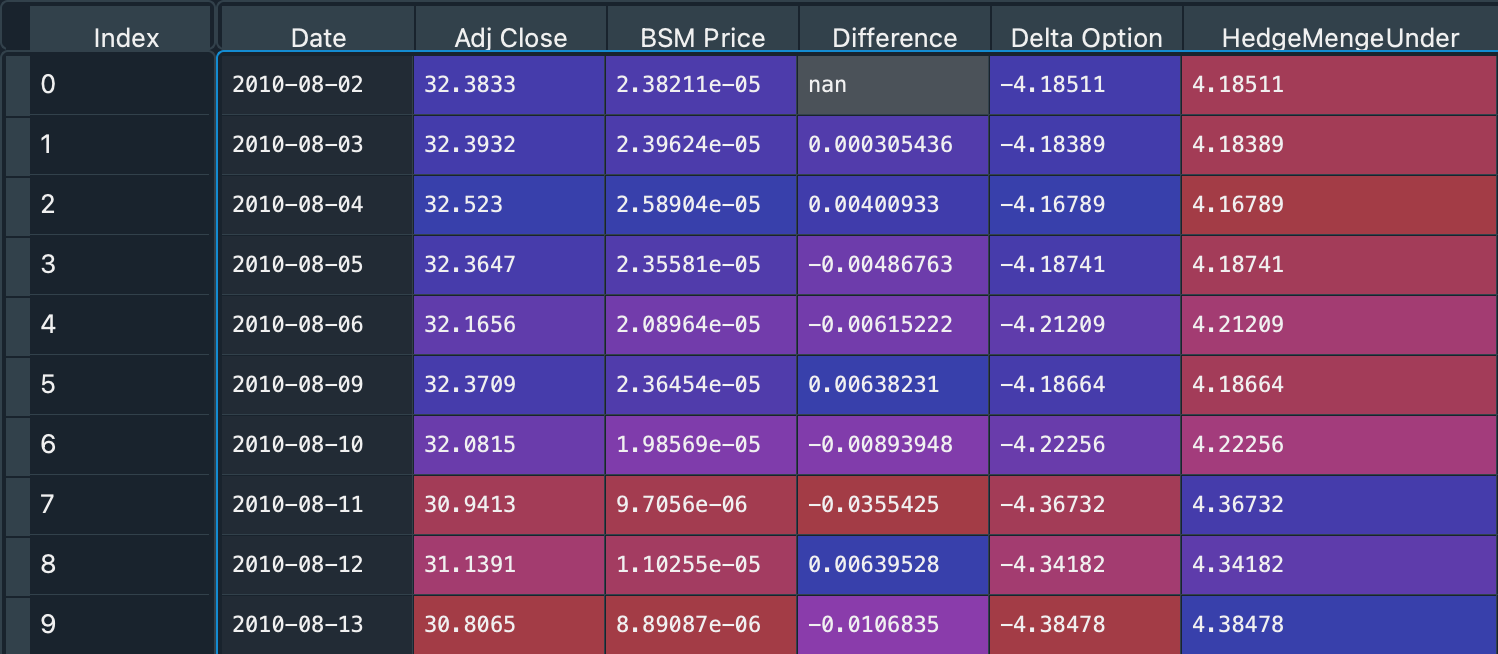 Index Date Adj Close BSM Price Difference Delta Option HedgeMengeUnder
0 2010-08-02 32.3833 2.38211e-05 nan -4.18511 4.18511
1 2010-08-03 32.3932 2.39624e-05 0.000305436 -4.18389 4.18389
2 2010-08-04 32.523 2.58904e-05 0.00400933 -4.16789 4.16789
3 2010-08-05 32.3647 2.35581e-05 -0.00486763 -4.18741 4.18741
4 2010-08-06 32.1656 2.08964e-05 -0.00615222 -4.21209 4.21209
5 2010-08-09 32.3709 2.36454e-05 0.00638231 -4.18664 4.18664
6 2010-08-10 32.0815 1.98569e-05 -0.00893948 -4.22256 4.22256
7 2010-08-11 30.9413 9.7056e-06 -0.0355425 -4.36732 4.36732
8 2010-08-12 31.1391 1.10255e-05 0.00639528 -4.34182 4.34182
9 2010-08-13 30.8065 8.89087e-06 -0.0106835 -4.38478 4.38478